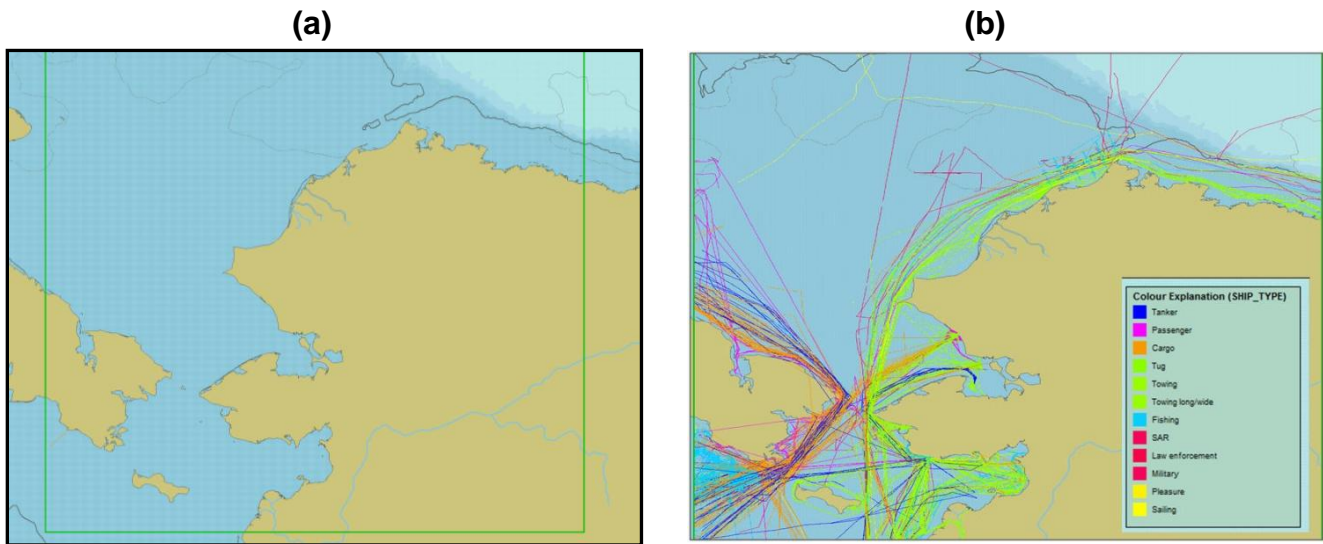 (a)
(b)
Colour Explanation (SHIP_TYPE)
Tanker
Passenger
Cargo
Tug
Towing
Towing long/wide
Fishing
SAR
Law enforcement
Military
Pleasure
Sailing